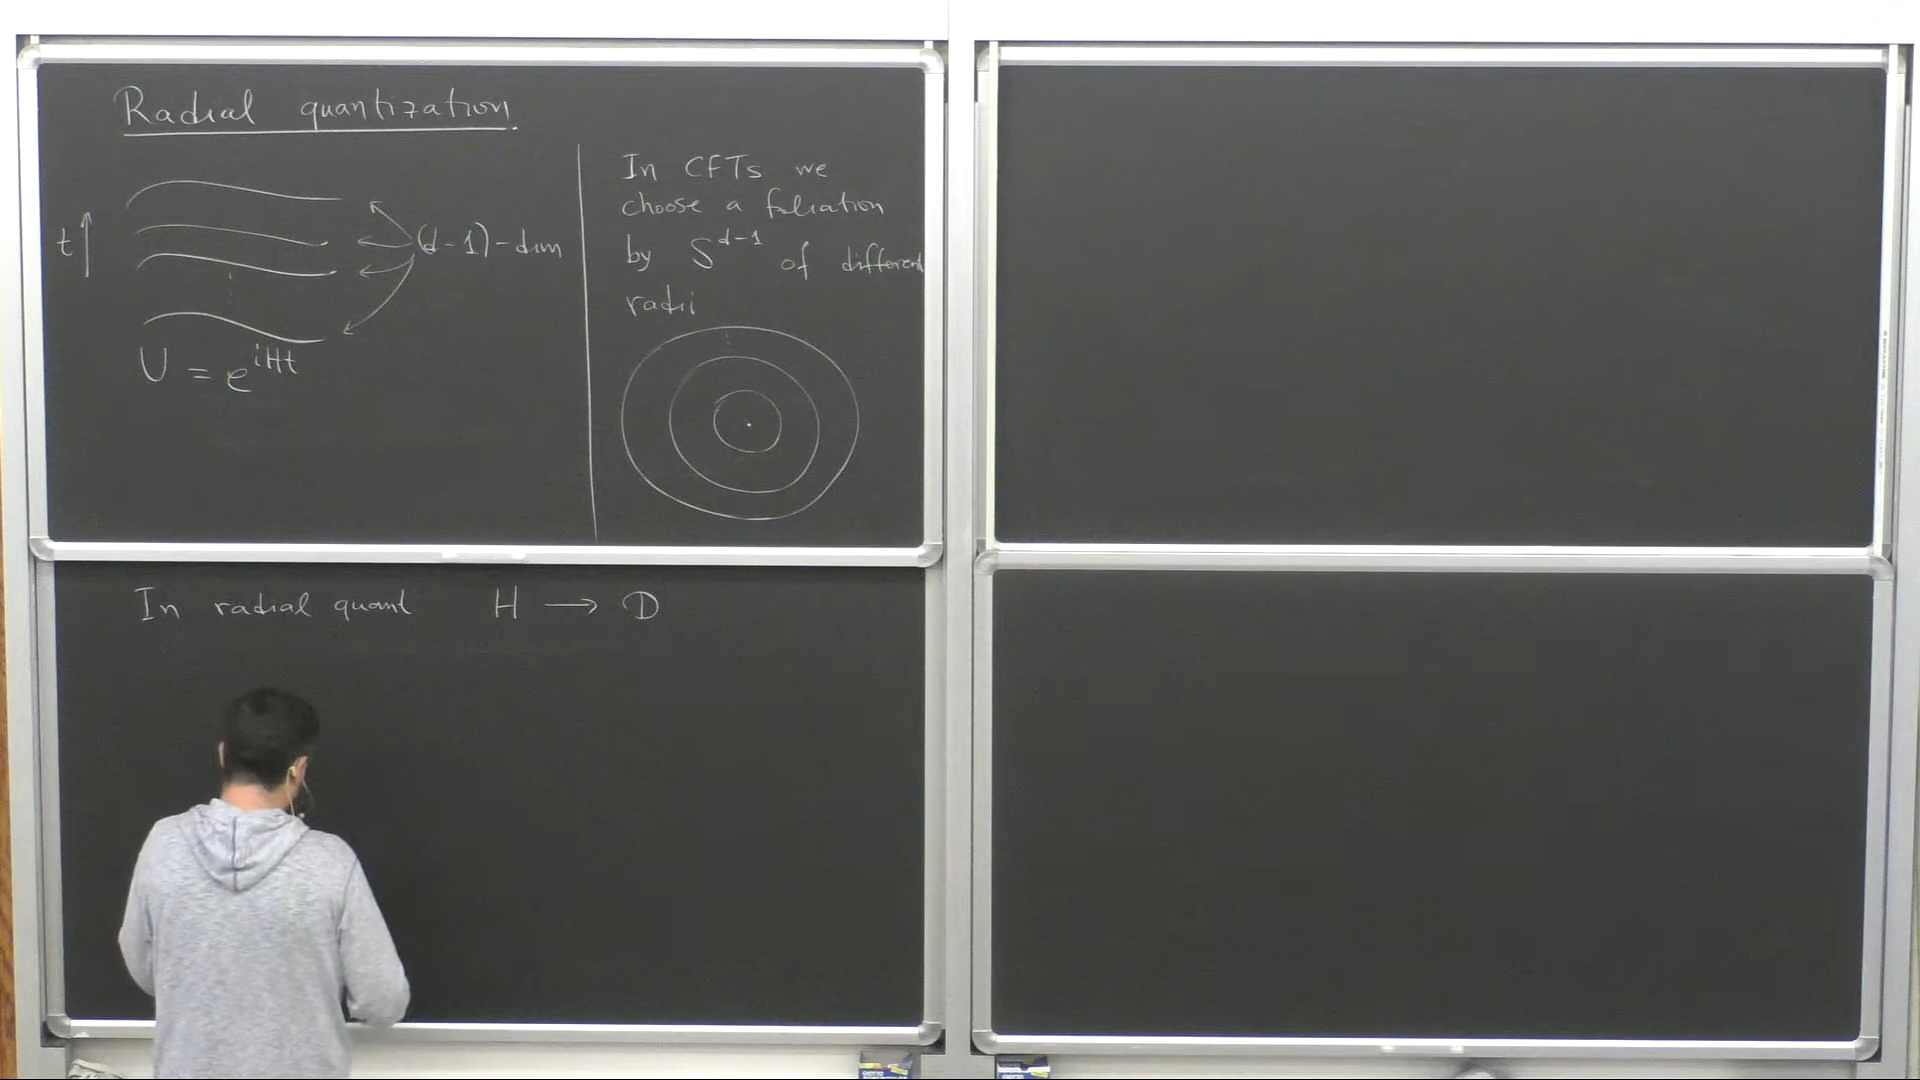 Radial quantization
t
(d-1)-dim
U = e^{iHt}
In CFTs we
choose a foliation
by S^{d-1} of different
radii
In radial quant H ⟶ D